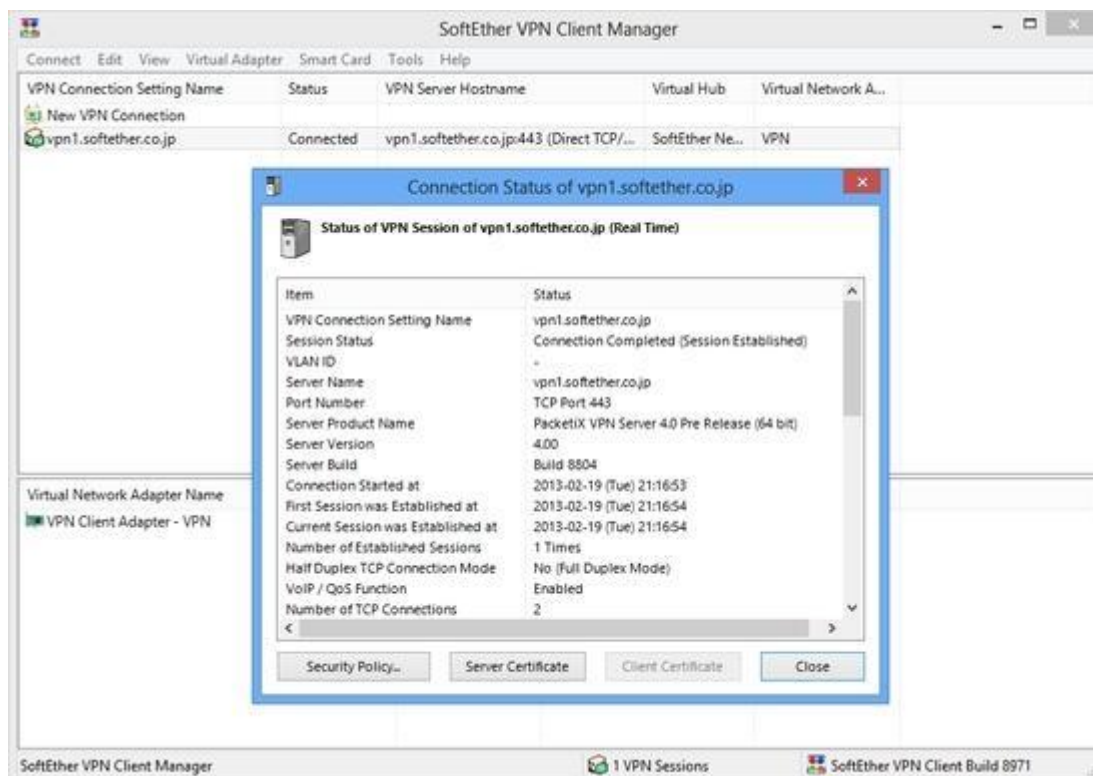 SoftEther VPN Client Manager
Connect Edit View Virtual Adapter Smart Card Tools Help
VPN Connection Setting Name Status VPN Server Hostname Virtual Hub Virtual Network A...
New VPN Connection
vpn1.softether.co.jp Connected vpn1.softether.co.jp:443 (Direct TCP/... SoftEther Ne... VPN
Connection Status of vpn1.softether.co.jp
Status of VPN Session of vpn1.softether.co.jp (Real Time)
Item Status
VPN Connection Setting Name vpn1.softether.co.jp
Session Status Connection Completed (Session Established)
VLAN ID -
Server Name vpn1.softether.co.jp
Port Number TCP Port 443
Server Product Name PacketiX VPN Server 4.0 Pre Release (64 bit)
Server Version 4.00
Server Build Build 8804
Connection Started at 2013-02-19 (Tue) 21:16:53
First Session was Established at 2013-02-19 (Tue) 21:16:54
Current Session was Established at 2013-02-19 (Tue) 21:16:54
Number of Established Sessions 1 Times
Half Duplex TCP Connection Mode No (Full Duplex Mode)
VoIP / QoS Function Enabled
Number of TCP Connections 2
Security Policy... Server Certificate Client Certificate Close
Virtual Network Adapter Name
VPN Client Adapter - VPN
SoftEther VPN Client Manager 1 VPN Sessions SoftEther VPN Client Build 8971